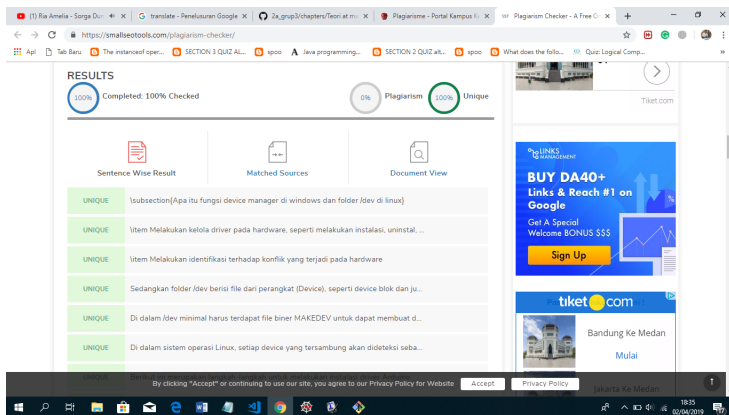 (1) Ria Amelia - Sorga Du
translate - Penelusuran Google
2a_grup3/chapters/Teori at m
Plagiarisme - Portal Kampus K
Plagiarism Checker - A Free O
https://smallseotools.com/plagiarism-checker/
Apl
Tab Baru
The instanceof oper...
SECTION 3 QUIZ AL...
spoo
Java programming...
SECTION 2 QUIZ alt...
spoo
What does the follo...
Quiz: Logical Comp...
RESULTS
100%
Completed: 100% Checked
0%
Plagiarism
100%
Unique
Sentence Wise Result
Matched Sources
Document View
UNIQUE \subsection{Apa itu fungsi device manager di windows dan folder /dev di linux}
UNIQUE \item Melakukan kelola driver pada hardware, seperti melakukan instalasi, uninstal, ...
UNIQUE \item Melakukan identifikasi terhadap konflik yang terjadi pada hardware
UNIQUE Sedangkan folder /dev berisi file dari perangkat (Device), seperti device blok dan ju...
UNIQUE Di dalam /dev minimal harus terdapat file biner MAKEDEV untuk dapat membuat d...
UNIQUE Di dalam sistem operasi Linux, setiap device yang tersambung akan dideteksi seba...
UNIQUE
Tiket.com
LINKS
MANAGEMENT
BUY DA40+
Links & Reach #1 on
Google
Get A Special
Welcome BONUS $$$
Sign Up
tiket.com
Bandung Ke Medan
Mulai
Jakarta Ke Medan
By clicking "Accept" or continuing to use our site, you agree to our Privacy Policy for Website
Accept
Privacy Policy
18:35
02/04/2019